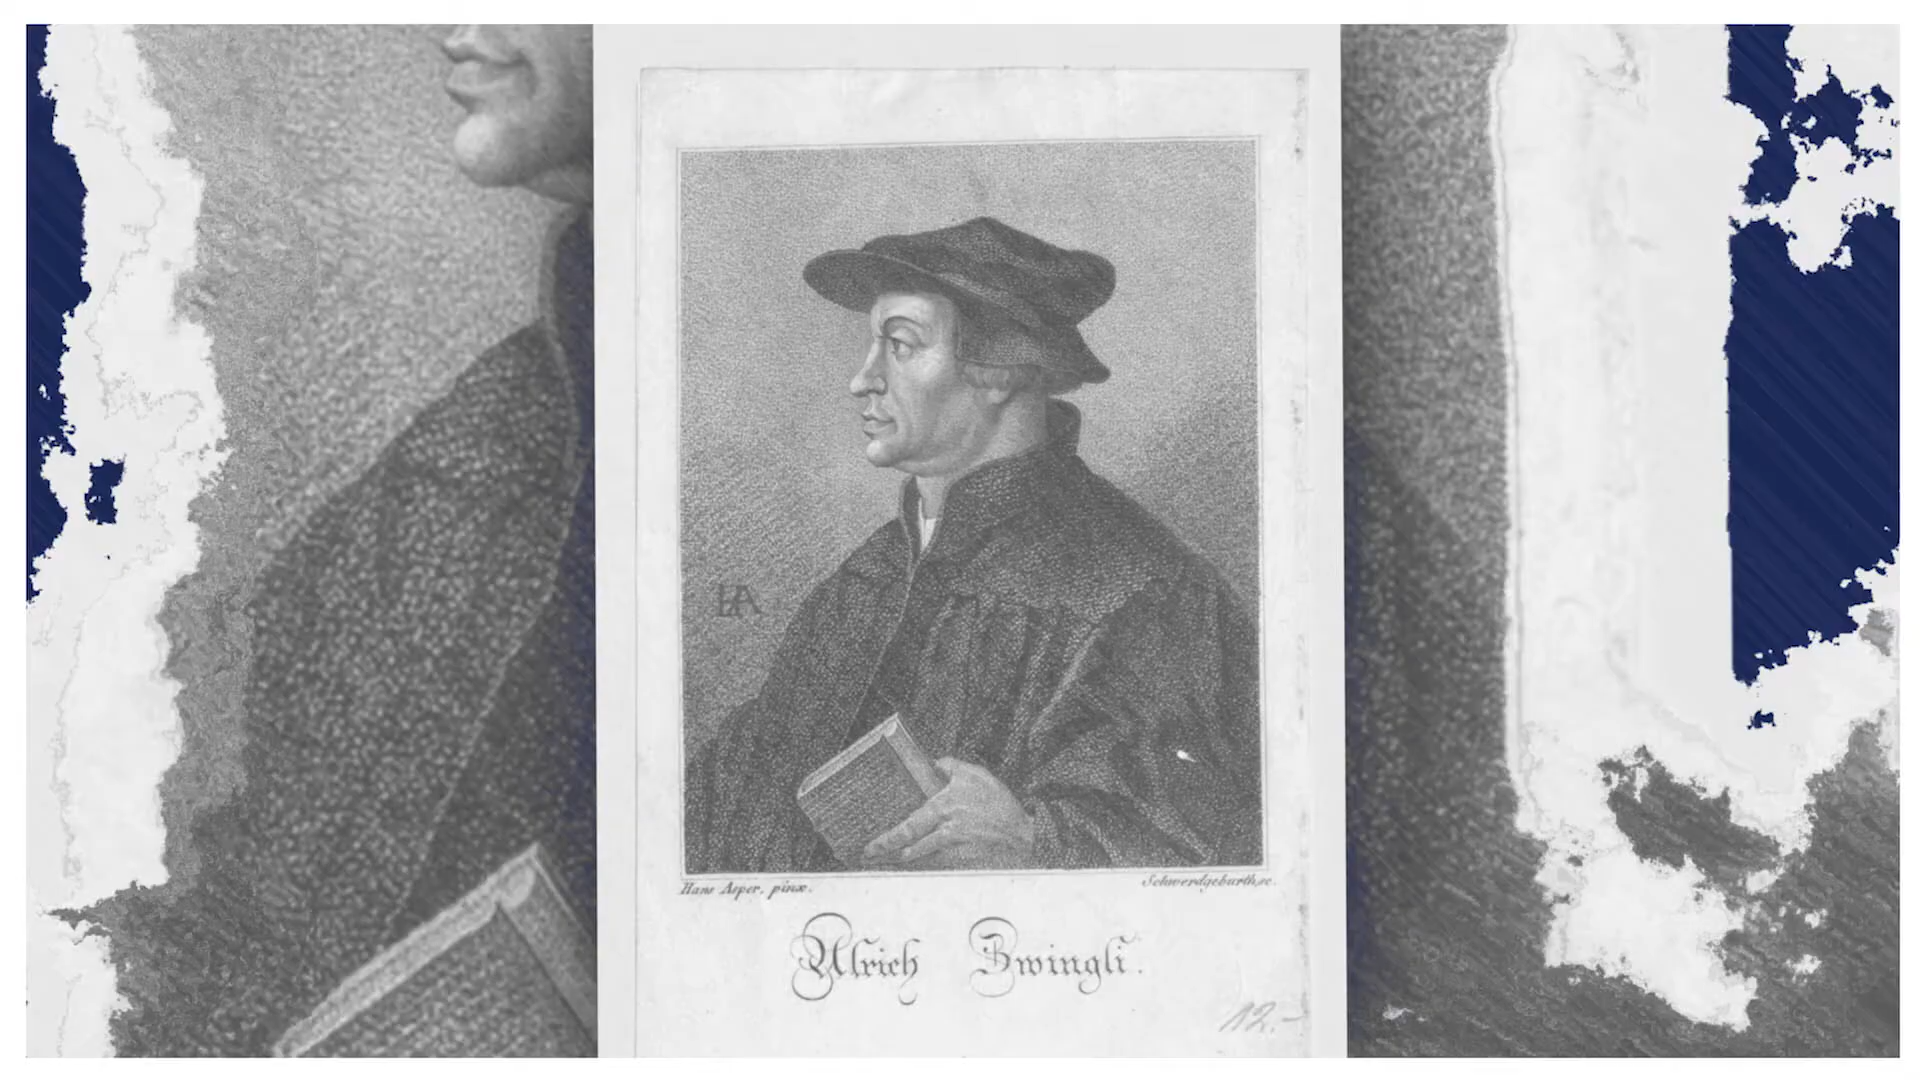 HA
Hans Asper, pinx.
Schwerdgeburth, sc.
Ulrich Zwingli.
12.-